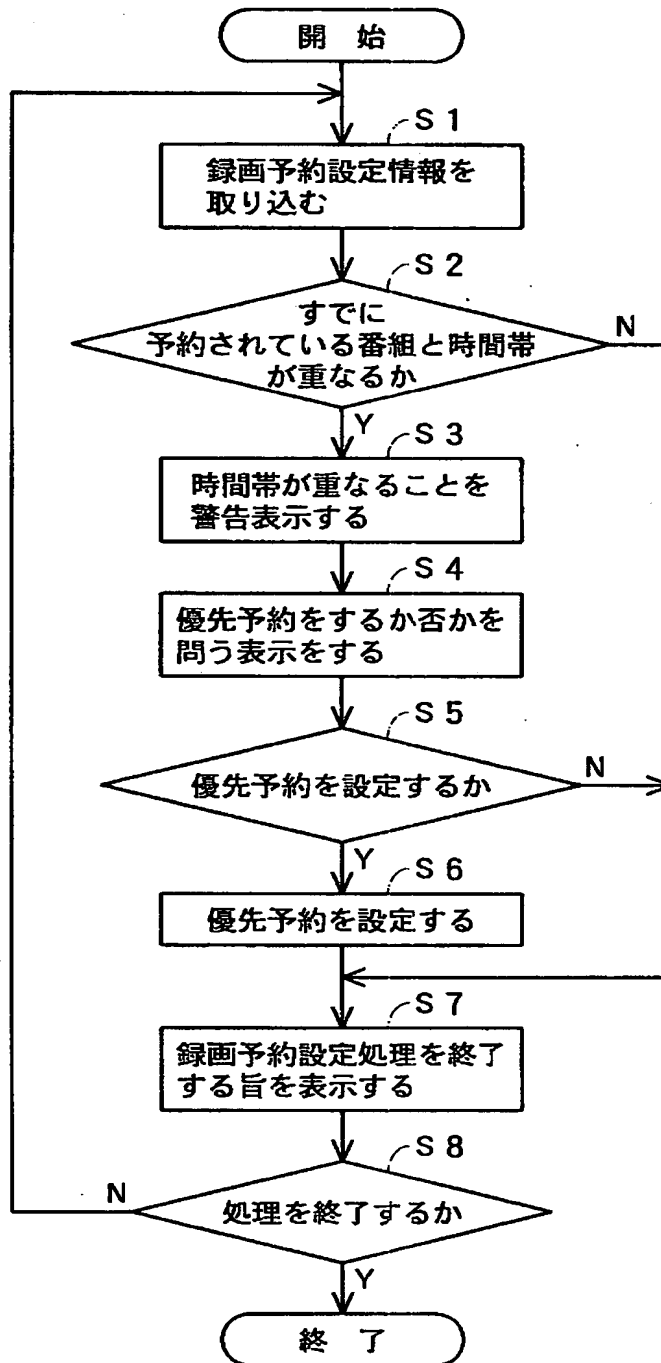 開 始
S1
録画予約設定情報を
取り込む
S2
すでに
予約されている番組と時間帯
が重なるか
N
Y
S3
時間帯が重なることを
警告表示する
S4
優先予約をするか否かを
問う表示をする
S5
優先予約を設定するか
N
Y
S6
優先予約を設定する
S7
録画予約設定処理を終了
する旨を表示する
S8
処理を終了するか
N
Y
終 了